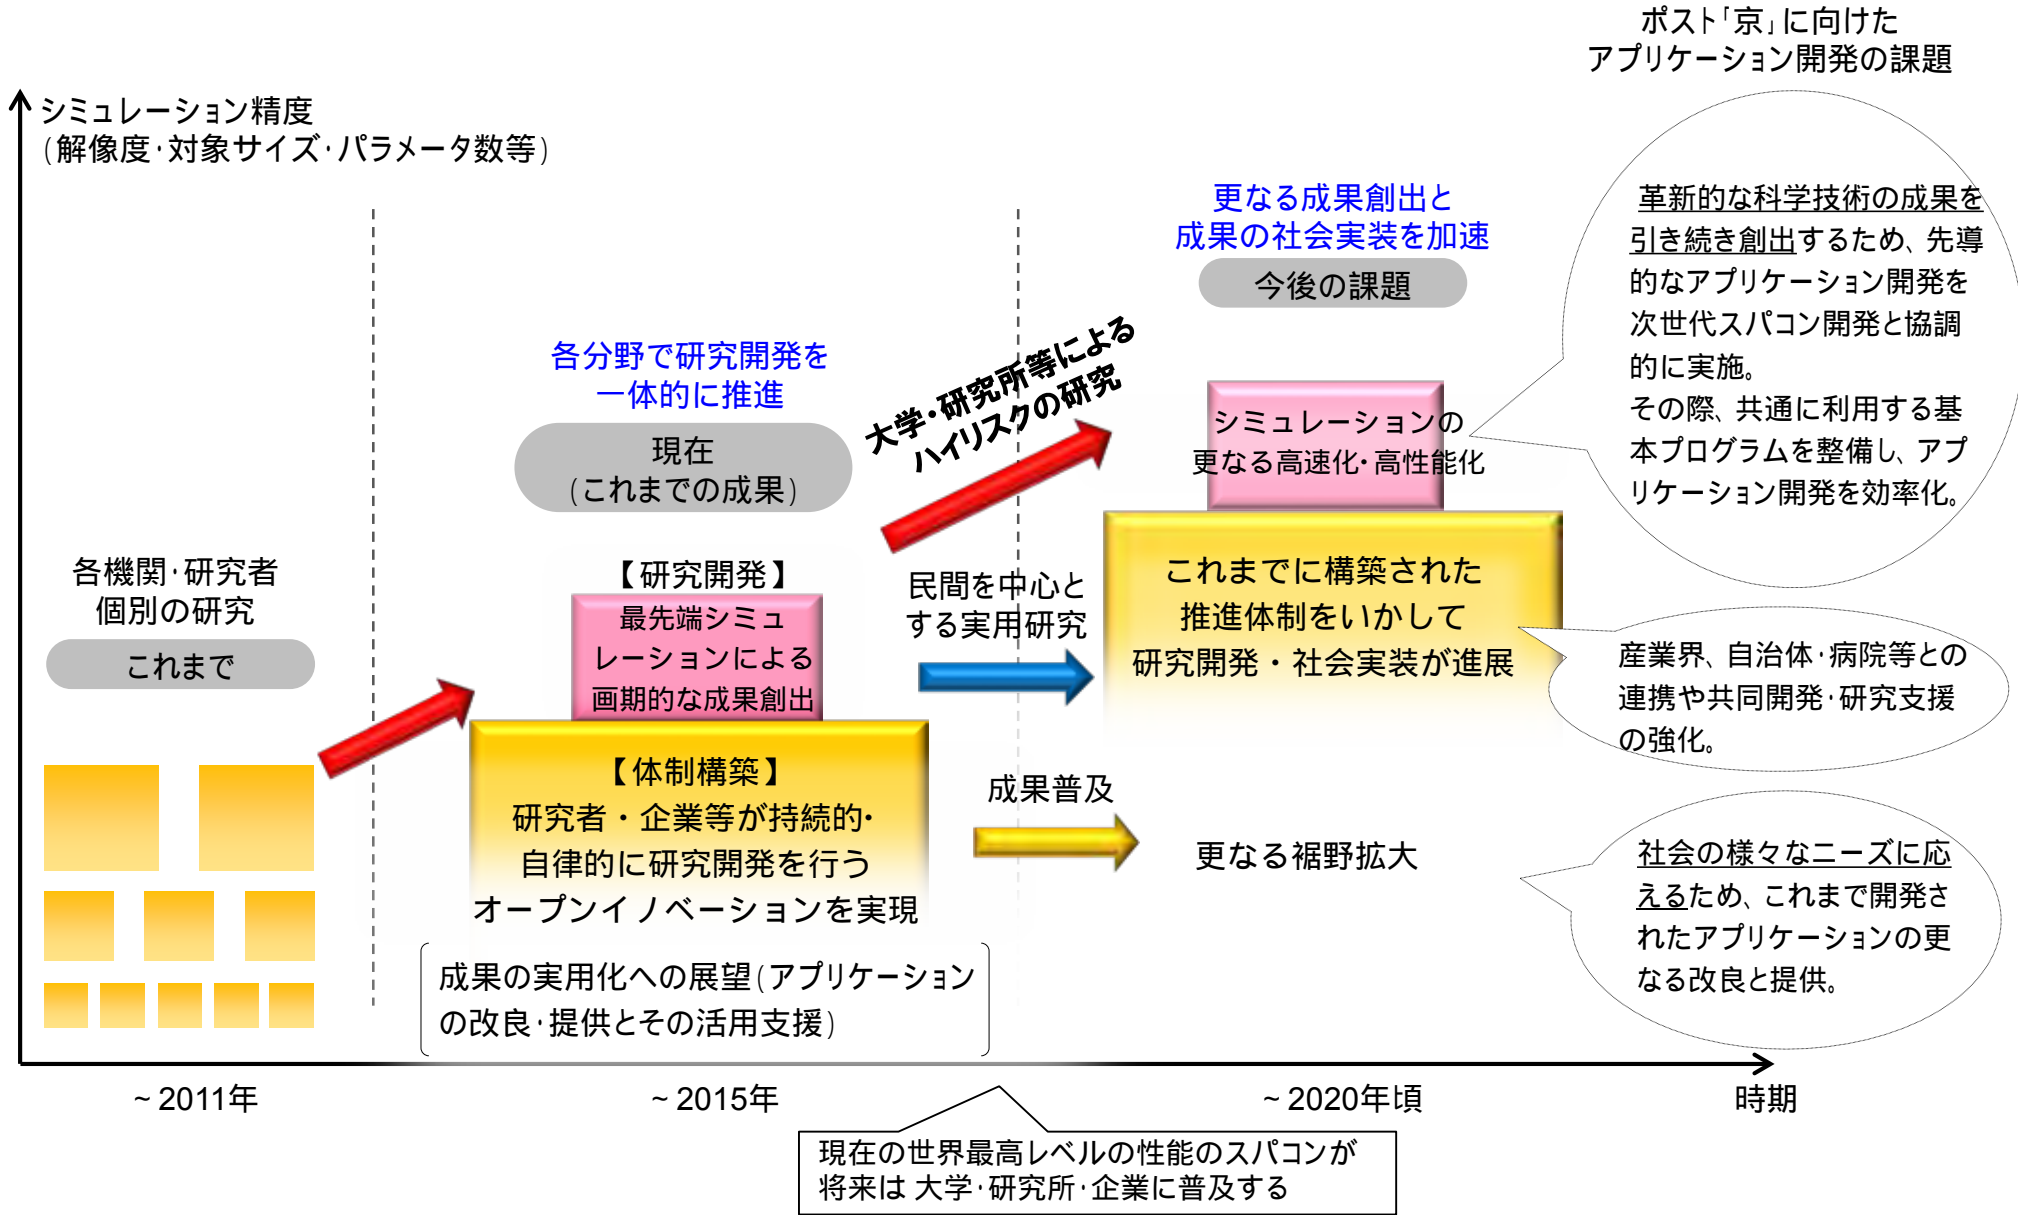 ポスト「京」に向けた
アプリケーション開発の課題
シミュレーション精度
(解像度・対象サイズ・パラメータ数等)
更なる成果創出と
成果の社会実装を加速
今後の課題
革新的な科学技術の成果を
引き続き創出するため、先導
的なアプリケーション開発を
次世代スパコン開発と協調
的に実施。
その際、共通に利用する基
本プログラムを整備し、アプ
リケーション開発を効率化。
各分野で研究開発を
一体的に推進
現在
(これまでの成果)
大学・研究所等による
ハイリスクの研究
シミュレーションの
更なる高速化・高性能化
各機関・研究者
個別の研究
これまで
【研究開発】
最先端シミュ
レーションによる
画期的な成果創出
民間を中心と
する実用研究
これまでに構築された
推進体制をいかして
研究開発・社会実装が進展
産業界、自治体・病院等との
連携や共同開発・研究支援
の強化。
【体制構築】
研究者・企業等が持続的・
自律的に研究開発を行う
オープンイノベーションを実現
成果普及
更なる裾野拡大
社会の様々なニーズに応
えるため、これまで開発さ
れたアプリケーションの更
なる改良と提供。
成果の実用化への展望(アプリケーション
の改良・提供とその活用支援)
~ 2011年
~ 2015年
~ 2020年頃
時期
現在の世界最高レベルの性能のスパコンが
将来は 大学・研究所・企業に普及する